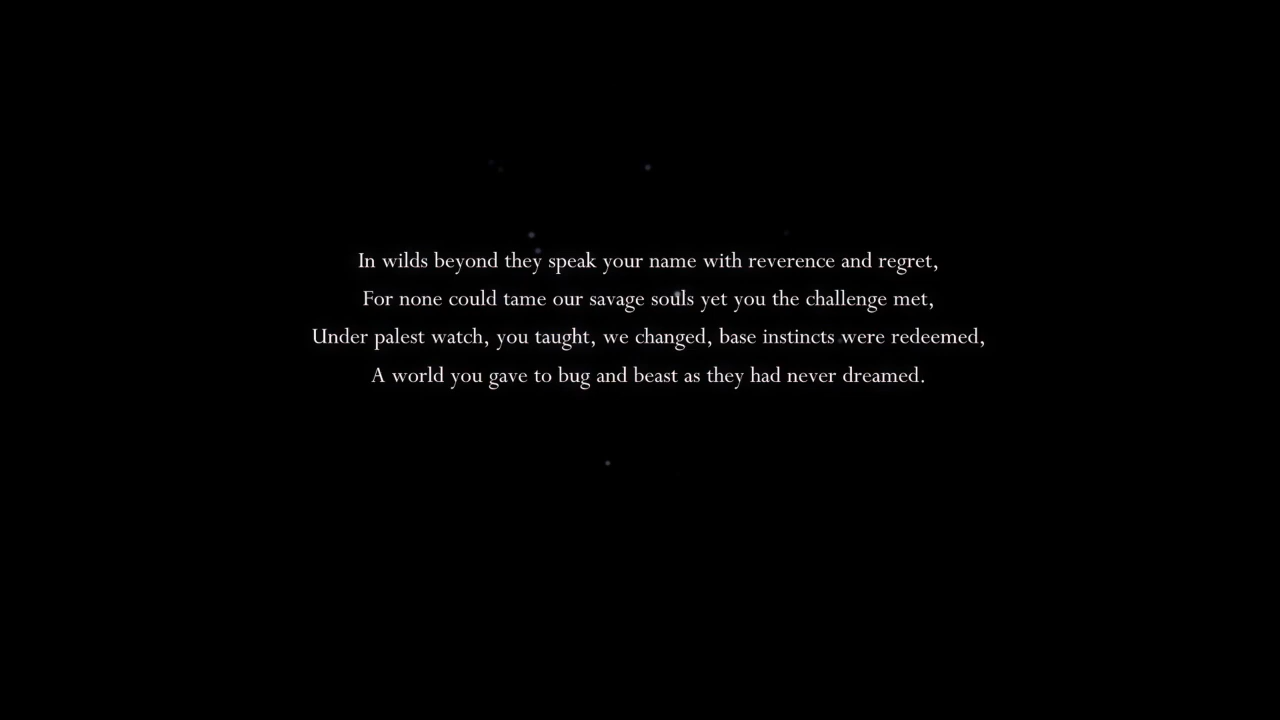 In wilds beyond they speak your name with reverence and regret,
For none could tame our savage souls yet you the challenge met,
Under palest watch, you taught, we changed, base instincts were redeemed,
A world you gave to bug and beast as they had never dreamed.